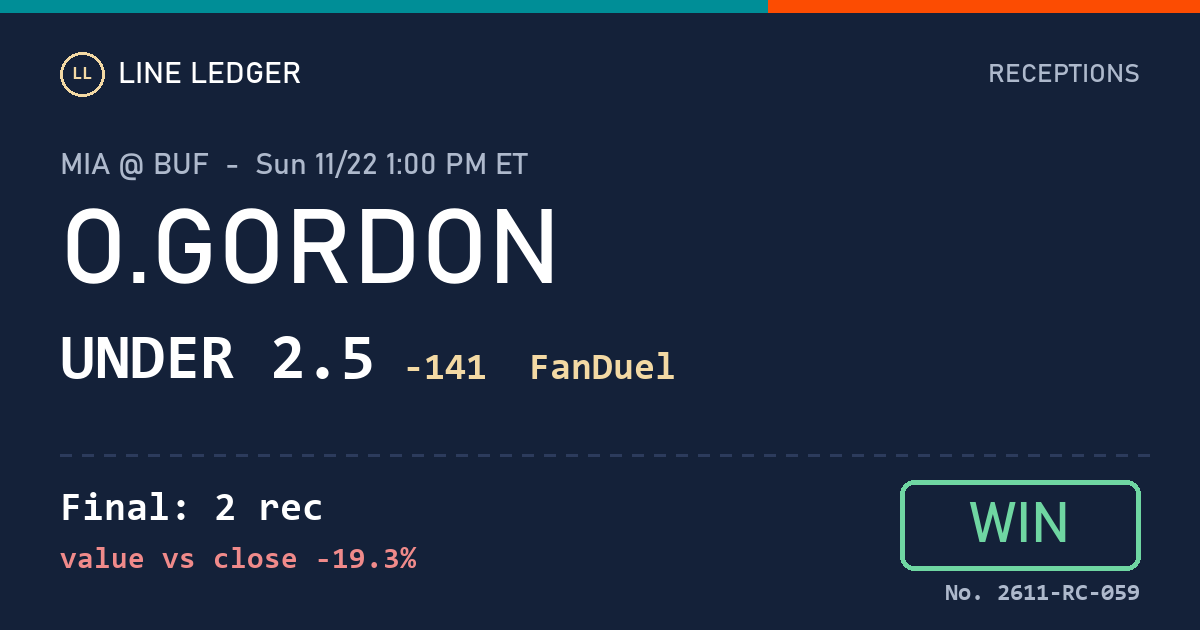 LL LINE LEDGER
RECEPTIONS
MIA @ BUF - Sun 11/22 1:00 PM ET
O.GORDON
UNDER 2.5 -141 FanDuel
Final: 2 rec
value vs close -19.3%
WIN
No. 2611-RC-059